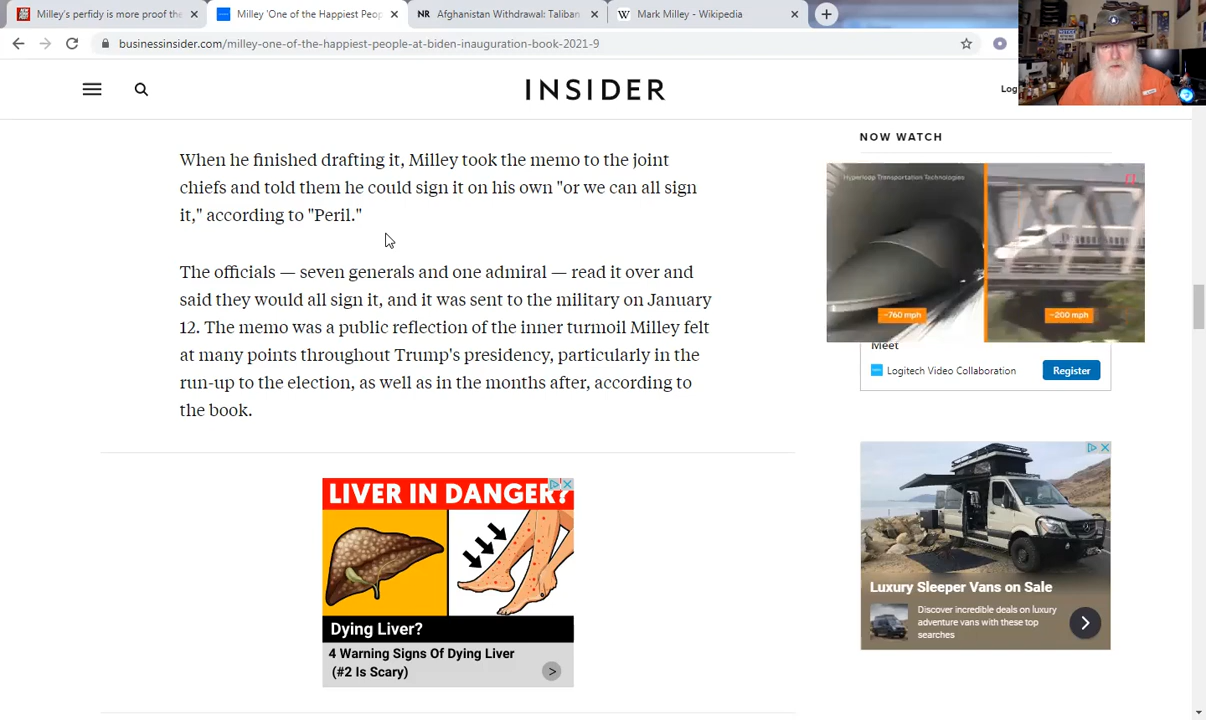 Milley's perfidy is more proof the
Milley 'One of the Happiest Peop
NR
Afghanistan Withdrawal: Taliban
W
Mark Milley - Wikipedia
businessinsider.com/milley-one-of-the-happiest-people-at-biden-inauguration-book-2021-9
INSIDER
Log
When he finished drafting it, Milley took the memo to the joint
chiefs and told them he could sign it on his own "or we can all sign
it," according to "Peril."
The officials — seven generals and one admiral — read it over and
said they would all sign it, and it was sent to the military on January
12. The memo was a public reflection of the inner turmoil Milley felt
at many points throughout Trump's presidency, particularly in the
run-up to the election, as well as in the months after, according to
the book.
LIVER IN DANGER?
Dying Liver?
4 Warning Signs Of Dying Liver
(#2 Is Scary)
NOW WATCH
Hyperloop Transportation Technologies
~760 mph
~200 mph
Meet
Logitech Video Collaboration
Register
Luxury Sleeper Vans on Sale
Discover incredible deals on luxury
adventure vans with these top
searches